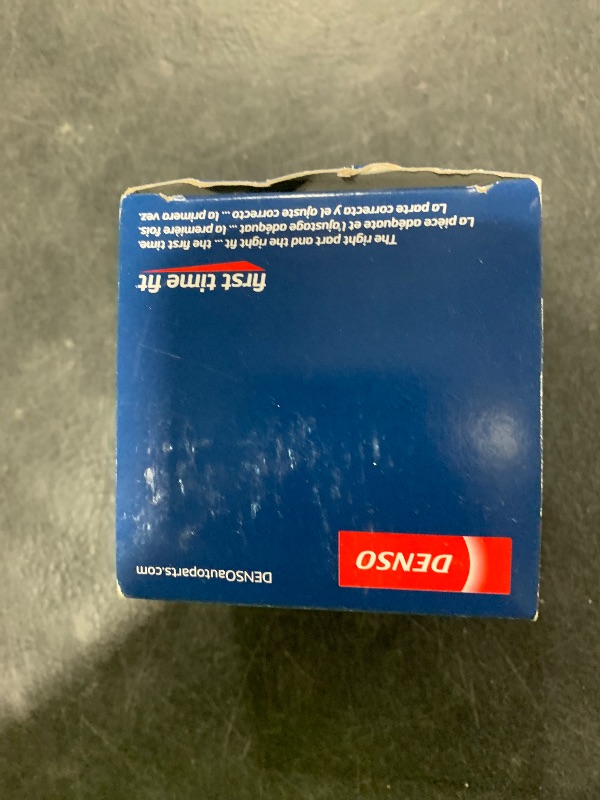 DENSO
DENSOautoparts.com
first time fit
The right part and the right fit ... the first time.
La pièce adéquate et l'ajustage adéquat ... la première fois.
La parte correcta y el ajuste correcto ... la primera vez.